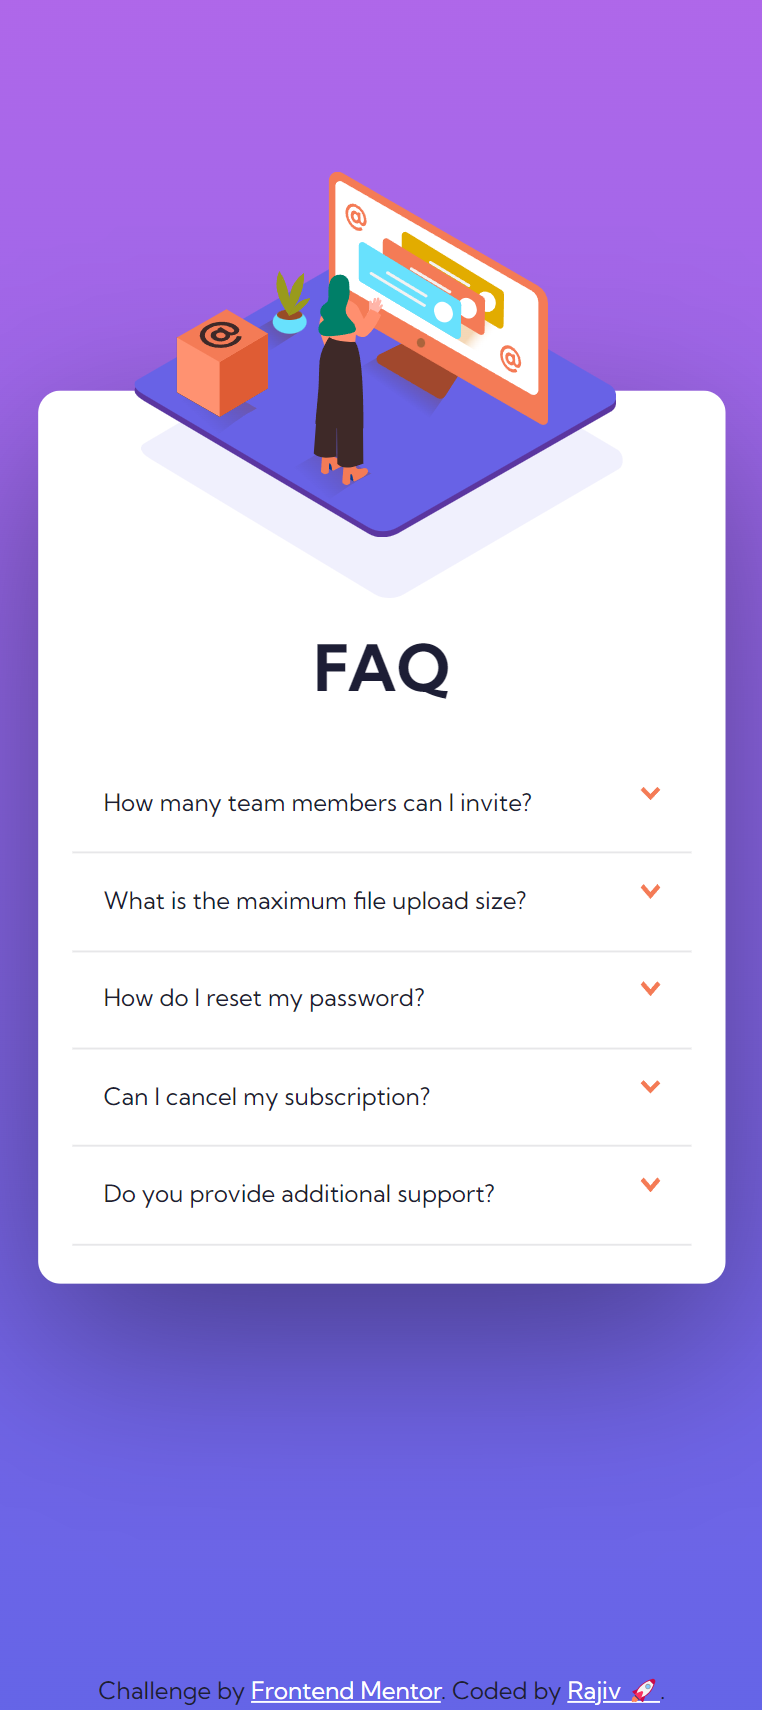 @
@
@
FAQ
How many team members can I invite?
What is the maximum file upload size?
How do I reset my password?
Can I cancel my subscription?
Do you provide additional support?
Challenge by Frontend Mentor. Coded by Rajiv 🚀.